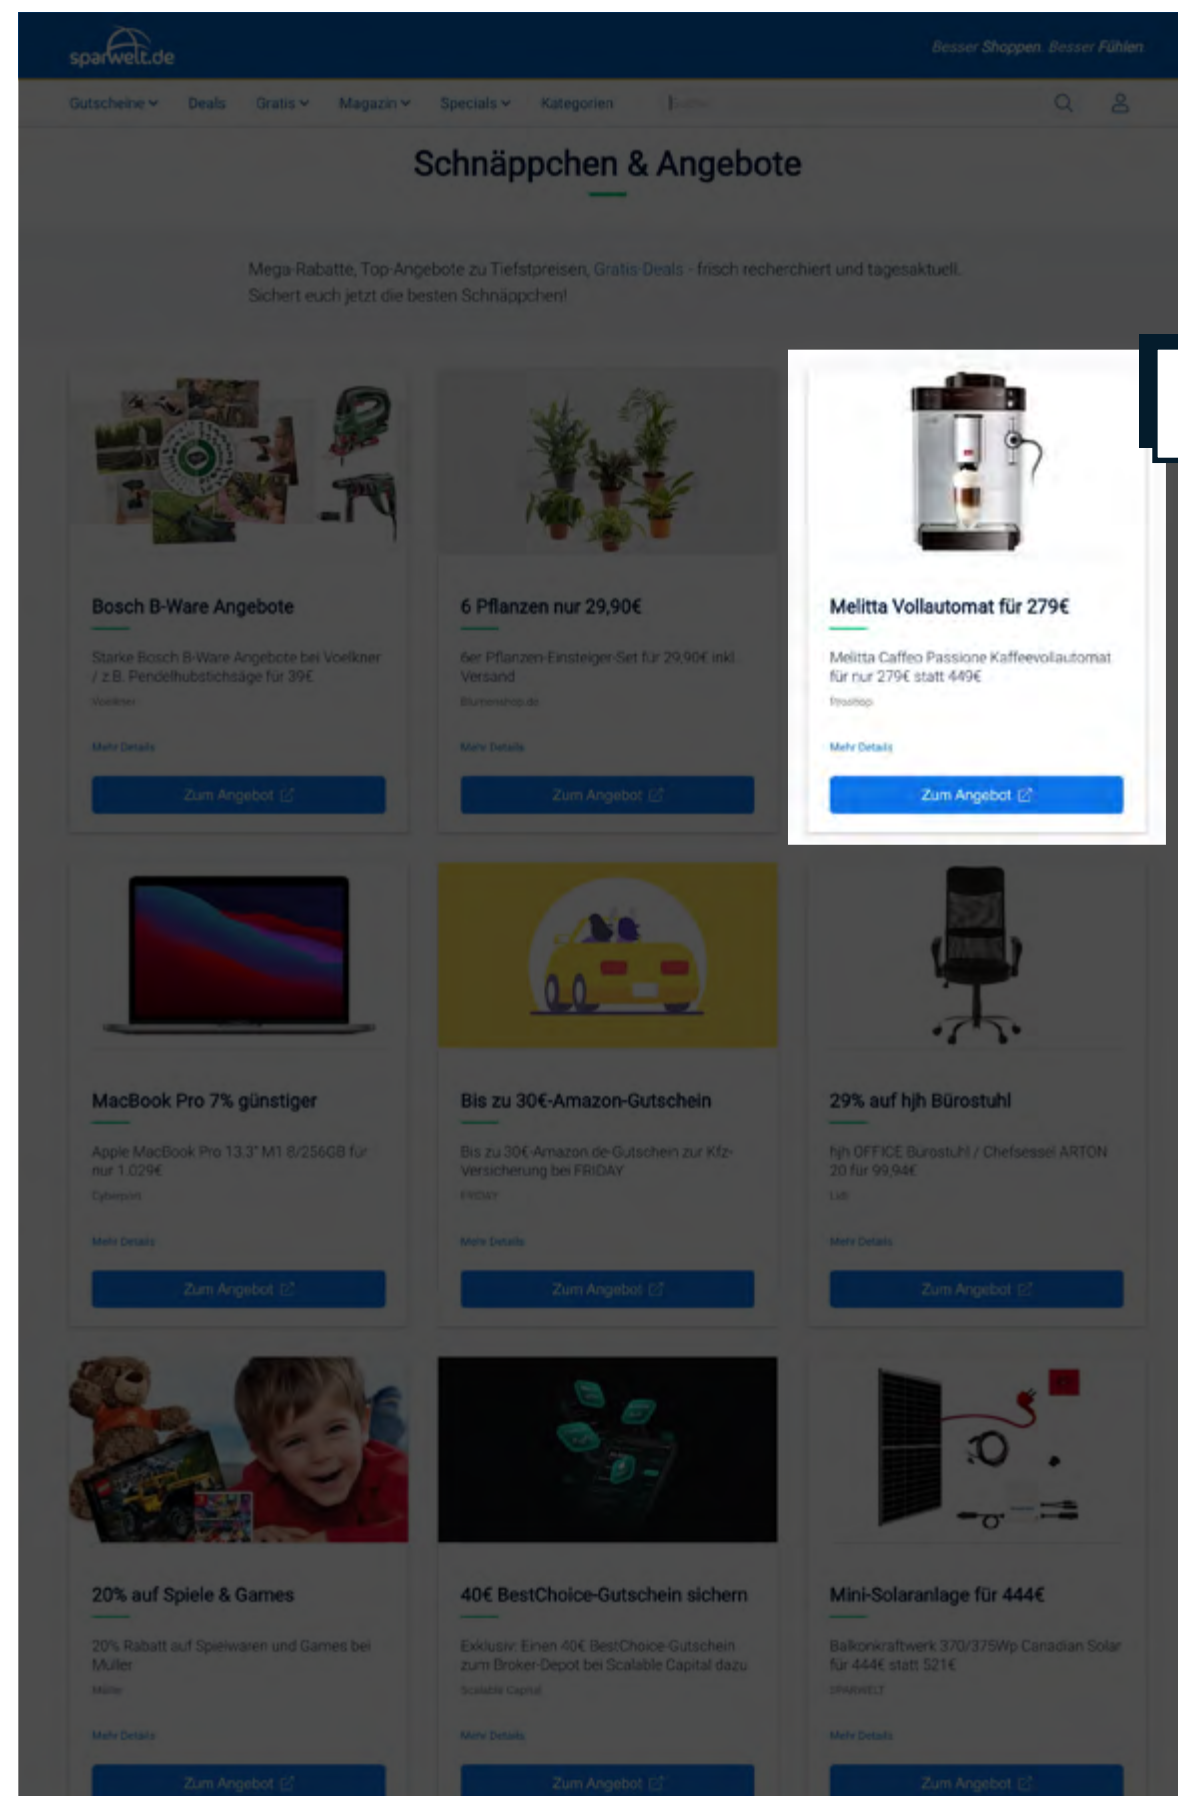 sparwelt.de
Besser Shoppen. Besser Fühlen.
Gutscheine Deals Gratis Magazin Specials Kategorien Suche
Schnäppchen & Angebote
Mega-Rabatte, Top-Angebote zu Tiefstpreisen, Gratis-Deals - frisch recherchiert und tagesaktuell.
Sichert euch jetzt die besten Schnäppchen!
Bosch B-Ware Angebote
Starke Bosch B-Ware Angebote bei Voelkner
/ z.B. Pendelhubstichsäge für 39€
Voelkner
Mehr Details
Zum Angebot
6 Pflanzen nur 29,90€
6er Pflanzen-Einsteiger-Set für 29,90€ inkl.
Versand
Blumenshop.de
Mehr Details
Zum Angebot
Melitta Vollautomat für 279€
Melitta Caffeo Passione Kaffeevollautomat
für nur 279€ statt 449€
Proshop
Mehr Details
Zum Angebot
MacBook Pro 7% günstiger
Apple MacBook Pro 13.3" M1 8/256GB für
nur 1.029€
Cyberport
Mehr Details
Zum Angebot
Bis zu 30€-Amazon-Gutschein
Bis zu 30€-Amazon.de-Gutschein zur Kfz-
Versicherung bei FRIDAY
FRIDAY
Mehr Details
Zum Angebot
29% auf hjh Bürostuhl
hjh OFFICE Bürostuhl / Chefsessel ARTON
20 für 99,94€
Lidl
Mehr Details
Zum Angebot
20% auf Spiele & Games
20% Rabatt auf Spielwaren und Games bei
Müller
Müller
Mehr Details
Zum Angebot
40€ BestChoice-Gutschein sichern
Exklusiv: Einen 40€ BestChoice-Gutschein
zum Broker-Depot bei Scalable Capital dazu
Scalable Capital
Mehr Details
Zum Angebot
Mini-Solaranlage für 444€
Balkonkraftwerk 370/375Wp Canadian Solar
für 444€ statt 521€
SPARWELT
Mehr Details
Zum Angebot